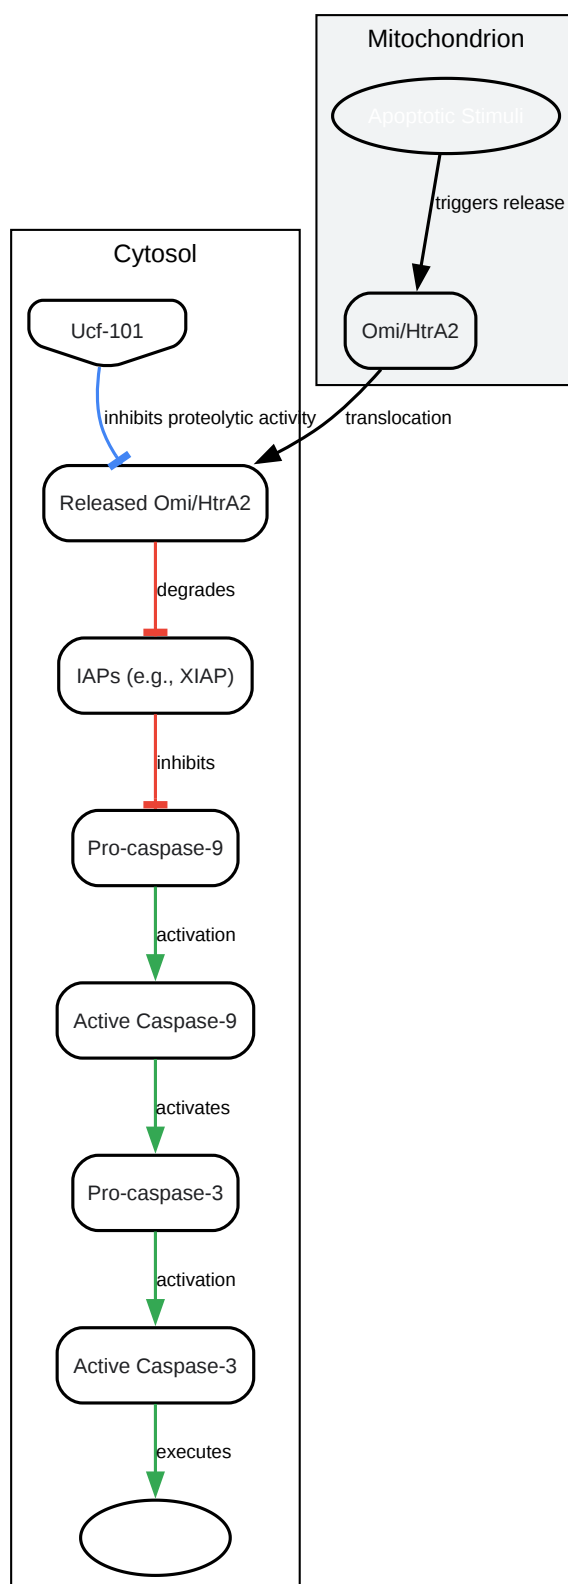 Mitochondrion
Apoptotic Stimuli
triggers release
Cytosol
Ucf-101
Omi/HtrA2
inhibits proteolytic activity
translocation
Released Omi/HtrA2
degrades
IAPs (e.g., XIAP)
inhibits
Pro-caspase-9
activation
Active Caspase-9
activates
Pro-caspase-3
activation
Active Caspase-3
executes